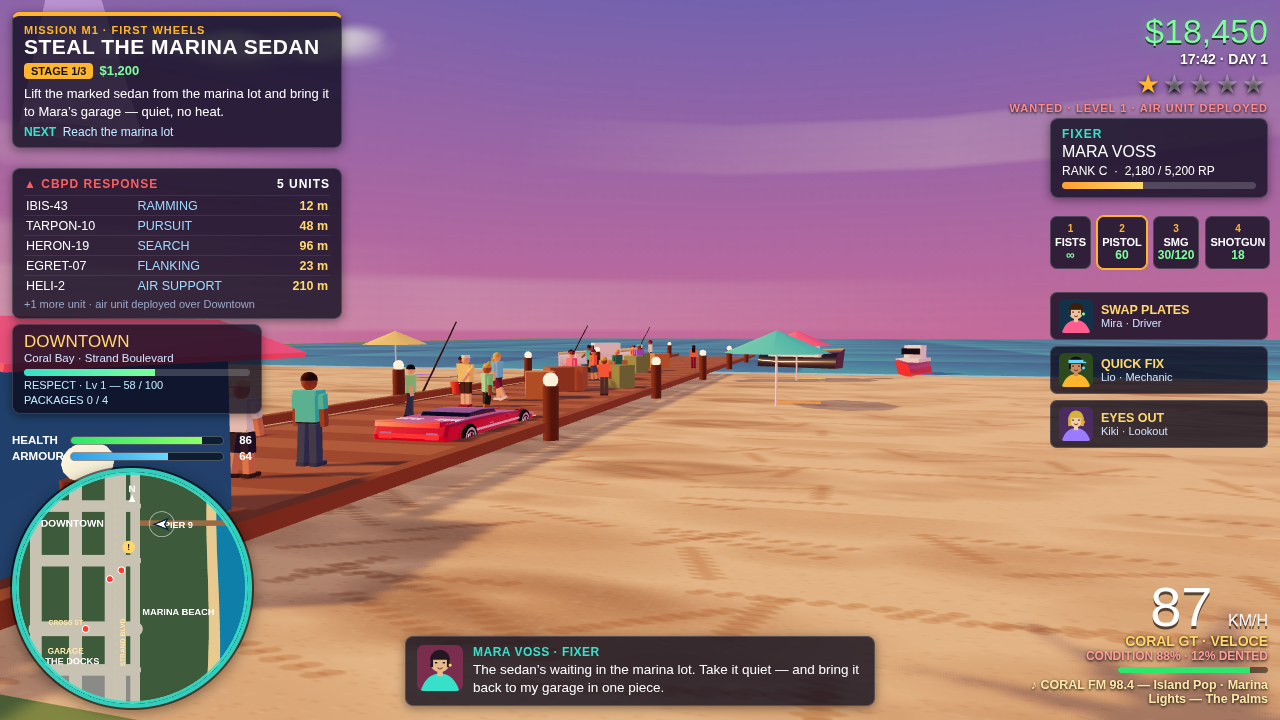 MISSION M1 · FIRST WHEELS
STEAL THE MARINA SEDAN
STAGE 1/3 $1,200
Lift the marked sedan from the marina lot and bring it
to Mara's garage — quiet, no heat.
NEXT Reach the marina lot
▲ CBPD RESPONSE 5 UNITS
IBIS-43 RAMMING 12 m
TARPON-10 PURSUIT 48 m
HERON-19 SEARCH 96 m
EGRET-07 FLANKING 23 m
HELI-2 AIR SUPPORT 210 m
+1 more unit · air unit deployed over Downtown
DOWNTOWN
Coral Bay · Strand Boulevard
RESPECT · Lv 1 — 58 / 100
PACKAGES 0 / 4
HEALTH 86
ARMOUR 64
N
DOWNTOWN
PIER 9
!
MARINA BEACH
CROSS ST
STRAND BLVD
GARAGE
THE DOCKS
$18,450
17:42 · DAY 1
WANTED · LEVEL 1 · AIR UNIT DEPLOYED
FIXER
MARA VOSS
RANK C · 2,180 / 5,200 RP
1 FISTS ∞
2 PISTOL 60
3 SMG 30/120
4 SHOTGUN 18
SWAP PLATES
Mira · Driver
QUICK FIX
Lio · Mechanic
EYES OUT
Kiki · Lookout
MARA VOSS · FIXER
The sedan's waiting in the marina lot. Take it quiet — and bring it
back to my garage in one piece.
87 KM/H
CORAL GT · VELOCE
CONDITION 88% · 12% DENTED
♪ CORAL FM 98.4 — Island Pop · Marina
Lights — The Palms